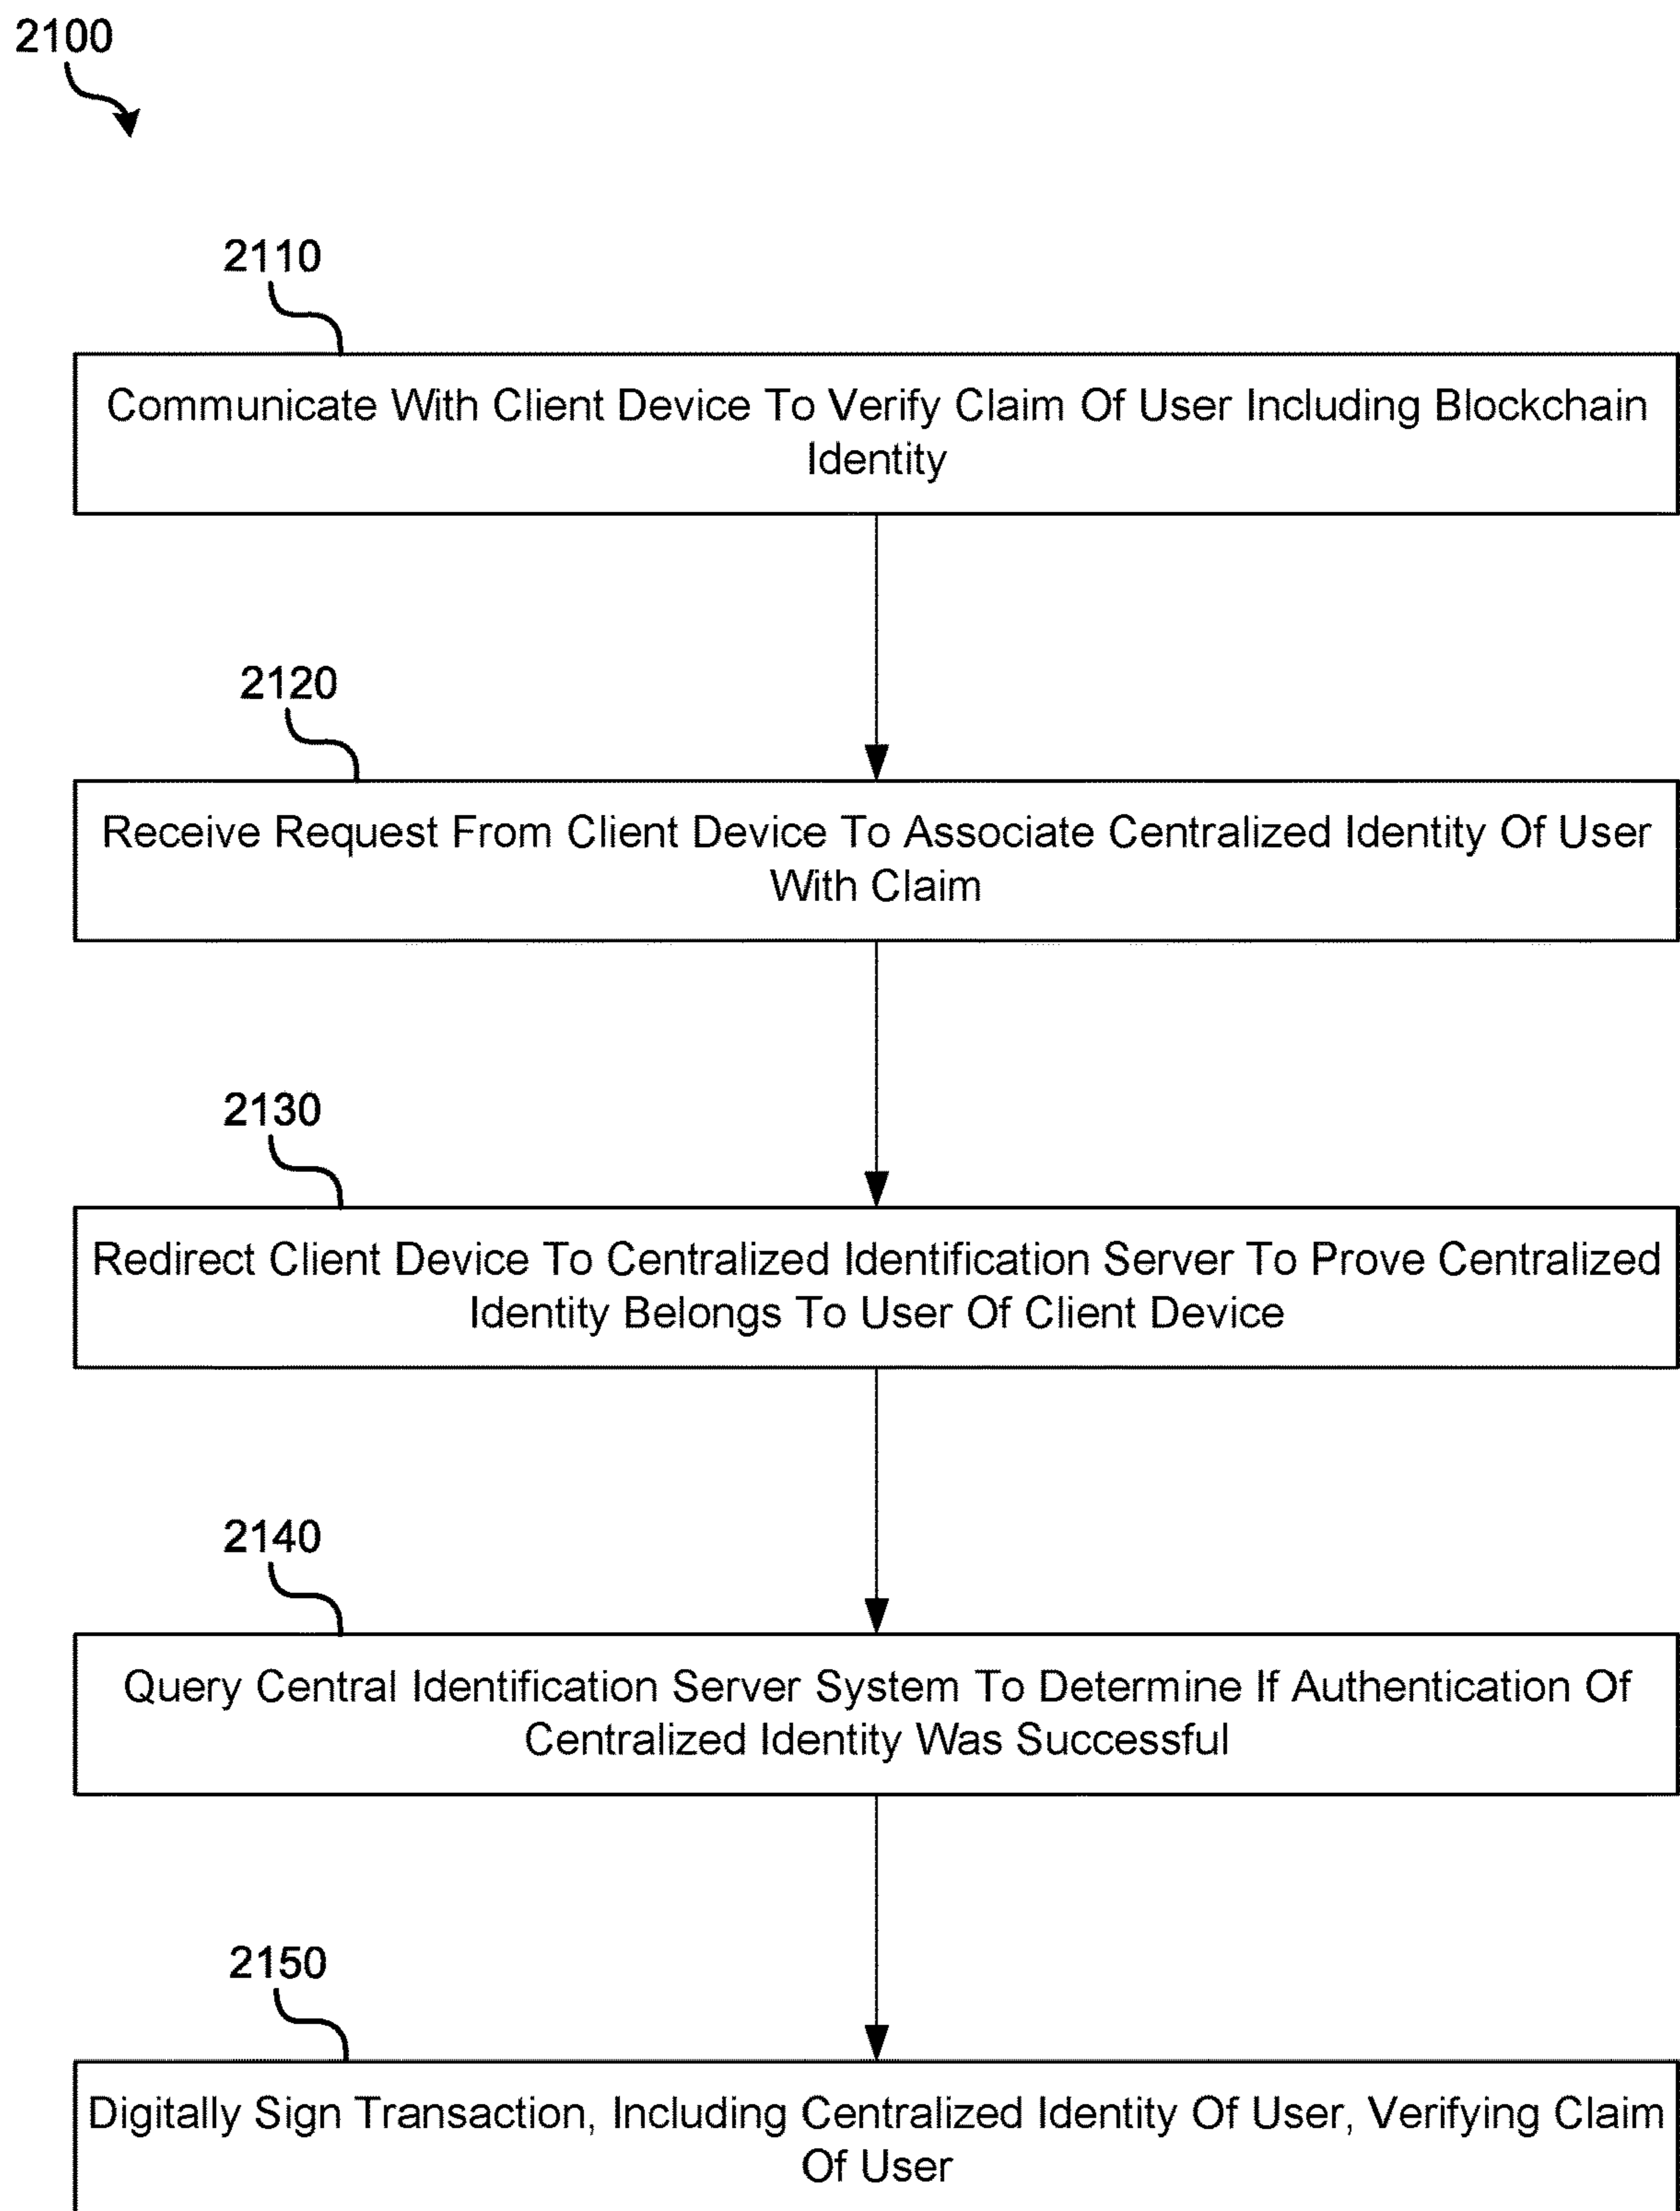 2100
2110
Communicate With Client Device To Verify Claim Of User Including Blockchain
Identity
2120
Receive Request From Client Device To Associate Centralized Identity Of User
With Claim
2130
Redirect Client Device To Centralized Identification Server To Prove Centralized
Identity Belongs To User Of Client Device
2140
Query Central Identification Server System To Determine If Authentication Of
Centralized Identity Was Successful
2150
Digitally Sign Transaction, Including Centralized Identity Of User, Verifying Claim
Of User